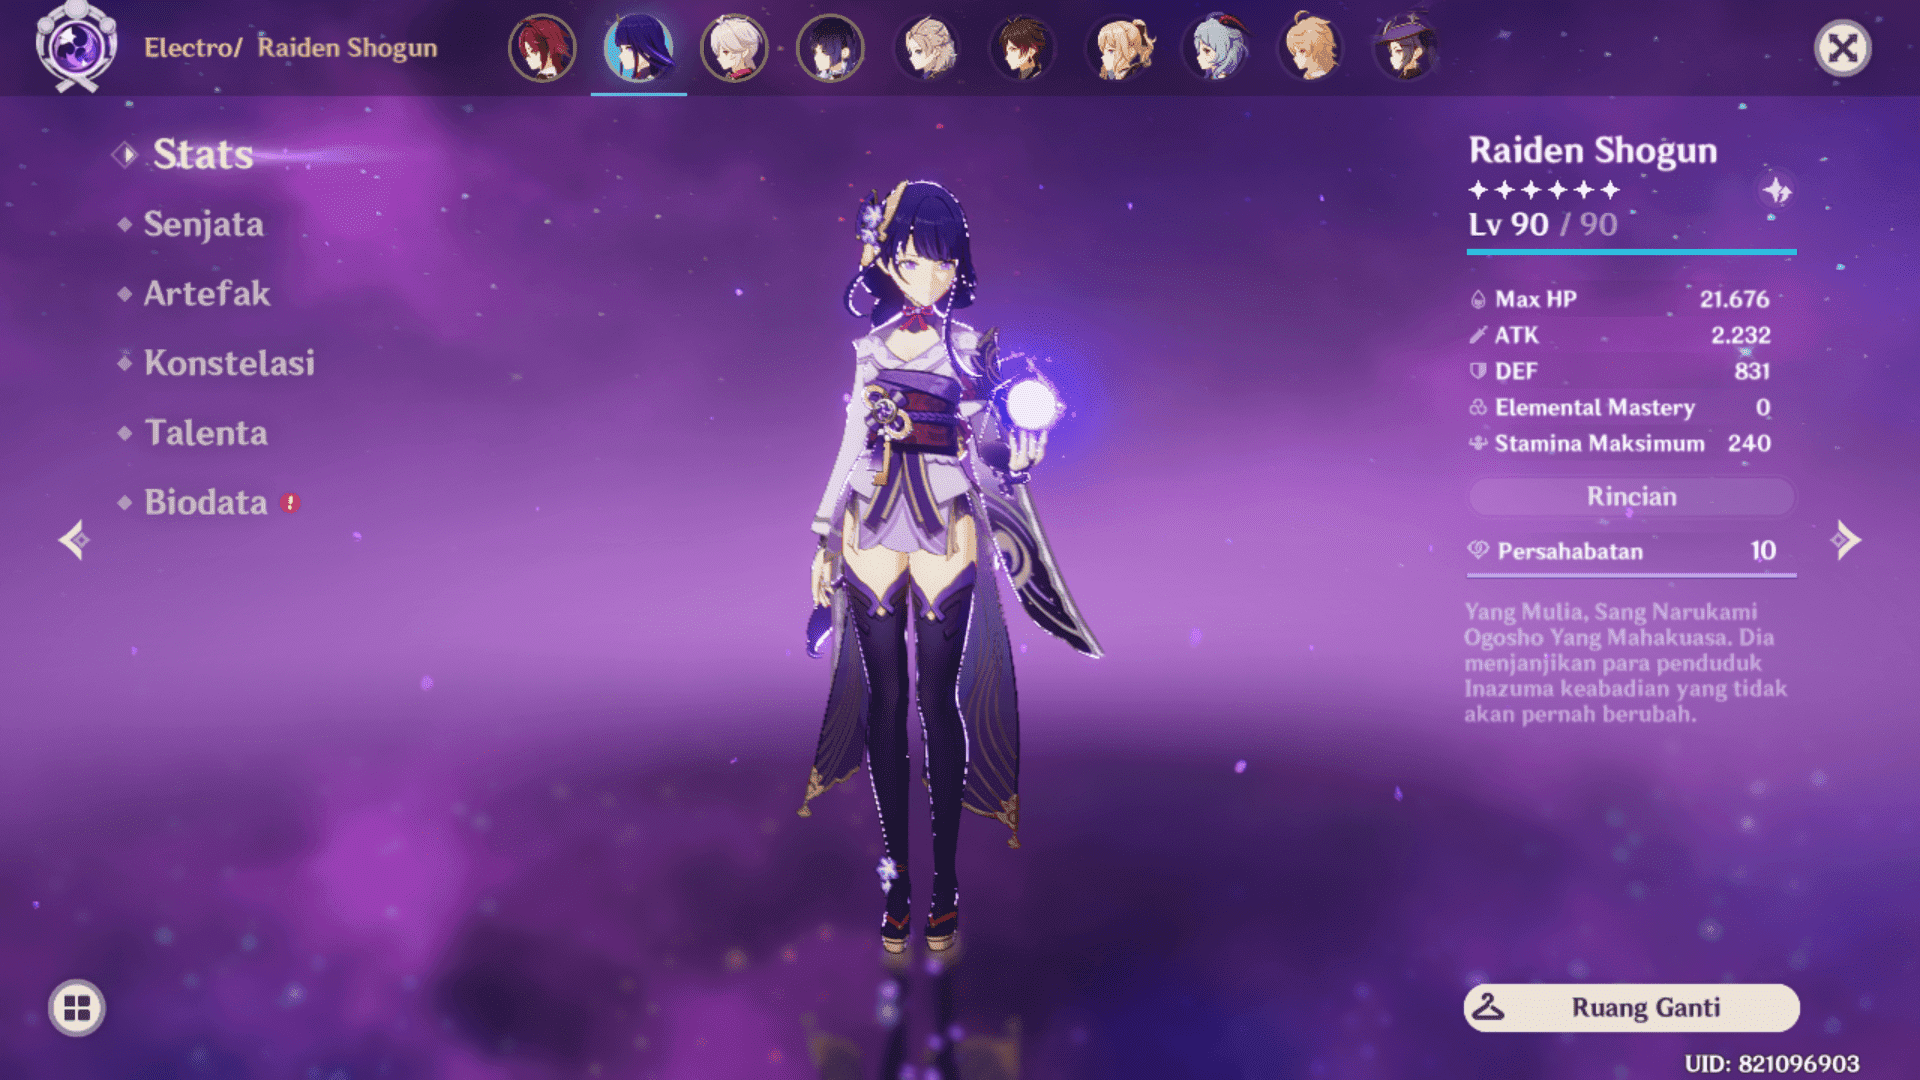 Electro/ Raiden Shogun
Stats
Senjata
Artefak
Konstelasi
Talenta
Biodata
Raiden Shogun
Lv 90 / 90
Max HP 21.676
ATK 2.232
DEF 831
Elemental Mastery 0
Stamina Maksimum 240
Rincian
Persahabatan 10
Yang Mulia, Sang Narukami
Ogosho Yang Mahakuasa. Dia
menjanjikan para penduduk
Inazuma keabadian yang tidak
akan pernah berubah.
Ruang Ganti
UID: 821096903